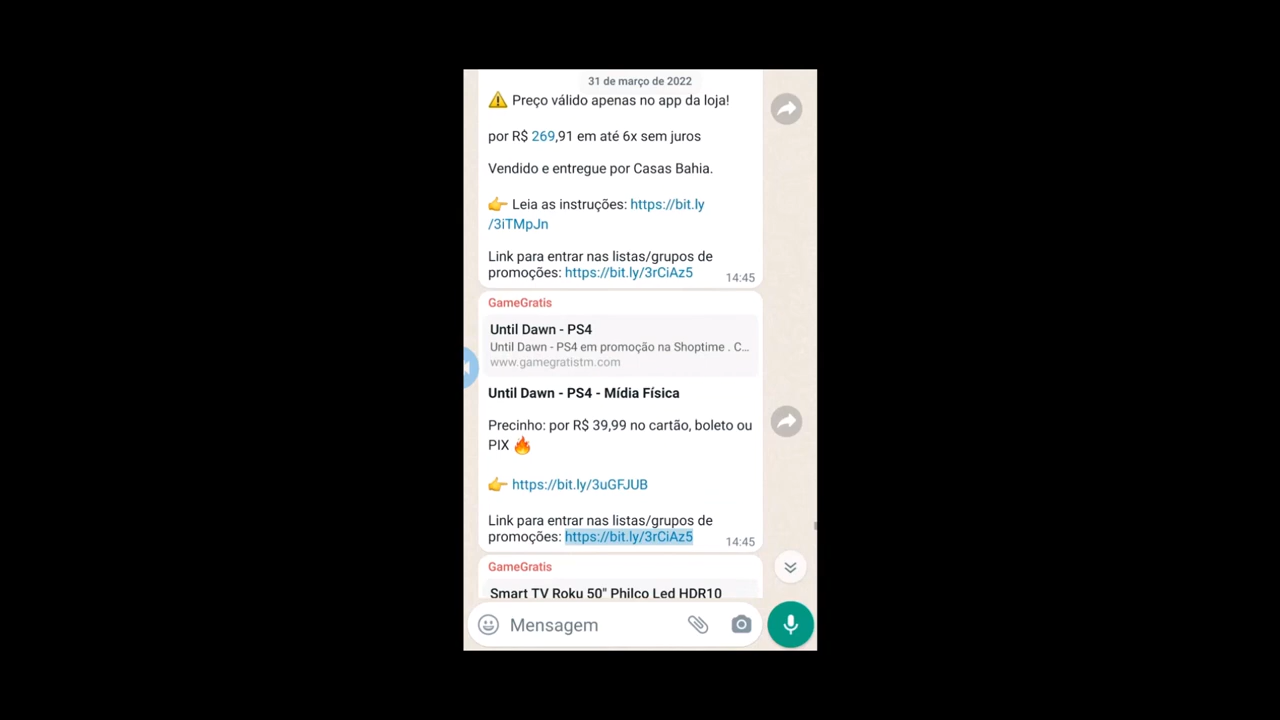 31 de março de 2022
⚠️ Preço válido apenas no app da loja!
por R$ 269,91 em até 6x sem juros
Vendido e entregue por Casas Bahia.
👉 Leia as instruções: https://bit.ly
/3iTMpJn
Link para entrar nas listas/grupos de
promoções: https://bit.ly/3rCiAz5 14:45
GameGratis
Until Dawn - PS4
Until Dawn - PS4 em promoção na Shoptime . C...
www.gamegratistm.com
Until Dawn - PS4 - Mídia Física
Precinho: por R$ 39,99 no cartão, boleto ou
PIX 🔥
👉 https://bit.ly/3uGFJUB
Link para entrar nas listas/grupos de
promoções: https://bit.ly/3rCiAz5 14:45
GameGratis
Smart TV Roku 50" Philco Led HDR10
Mensagem